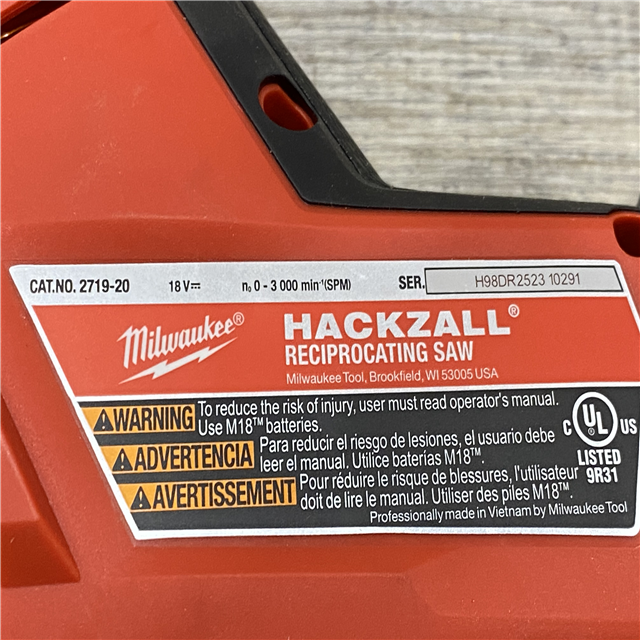 CAT.NO. 2719-20 18 V⎓ n₀ 0 - 3 000 min⁻¹(SPM) SER. H98DR2523 10291
Milwaukee® HACKZALL®
RECIPROCATING SAW
Milwaukee Tool, Brookfield, WI 53005 USA
⚠WARNING To reduce the risk of injury, user must read operator's manual.
Use M18™ batteries.
⚠ADVERTENCIA Para reducir el riesgo de lesiones, el usuario debe
leer el manual. Utilice baterías M18™.
⚠AVERTISSEMENT Pour réduire le risque de blessures, l'utilisateur
doit de lire le manual. Utiliser des piles M18™.
Professionally made in Vietnam by Milwaukee Tool
C UL® US
LISTED
9R31